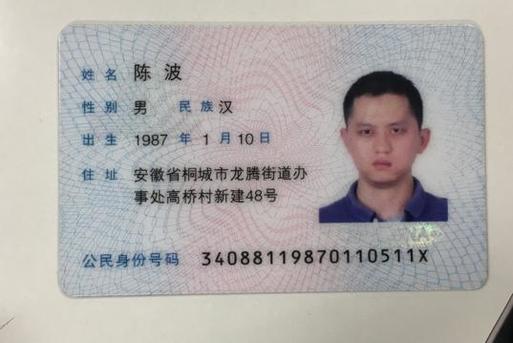 姓名 陈波
性别 男 民族 汉
出生 1987 年 1 月 10 日
住址 安徽省桐城市龙腾街道办
事处高桥村新建48号
公民身份号码 34088119870110511X